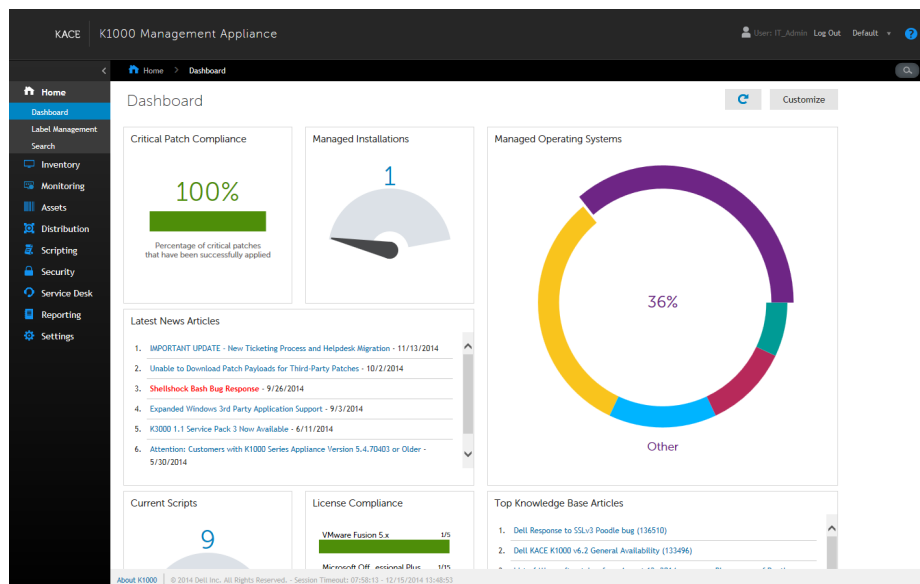 KACE K1000 Management Appliance
User: IT_Admin Log Out Default ?
Home > Dashboard
Home
Dashboard
Label Management
Search
Inventory
Monitoring
Assets
Distribution
Scripting
Security
Service Desk
Reporting
Settings
Dashboard
Customize
Critical Patch Compliance
100%
Percentage of critical patches
that have been successfully applied
Managed Installations
1
Managed Operating Systems
36%
Other
Latest News Articles
1. IMPORTANT UPDATE - New Ticketing Process and Helpdesk Migration - 11/13/2014
2. Unable to Download Patch Payloads for Third-Party Patches - 10/2/2014
3. Shellshock Bash Bug Response - 9/26/2014
4. Expanded Windows 3rd Party Application Support - 9/3/2014
5. K3000 1.1 Service Pack 3 Now Available - 6/11/2014
6. Attention: Customers with K1000 Series Appliance Version 5.4.70403 or Older -
5/30/2014
Current Scripts
9
License Compliance
VMware Fusion 5.x 1/5
Microsoft Off...essional Plus 1/15
Top Knowledge Base Articles
1. Dell Response to SSLv3 Poodle bug (136510)
2. Dell KACE K1000 v6.2 General Availability (133496)
About K1000 © 2014 Dell Inc. All Rights Reserved. - Session Timeout: 07:58:13 - 12/15/2014 13:48:53